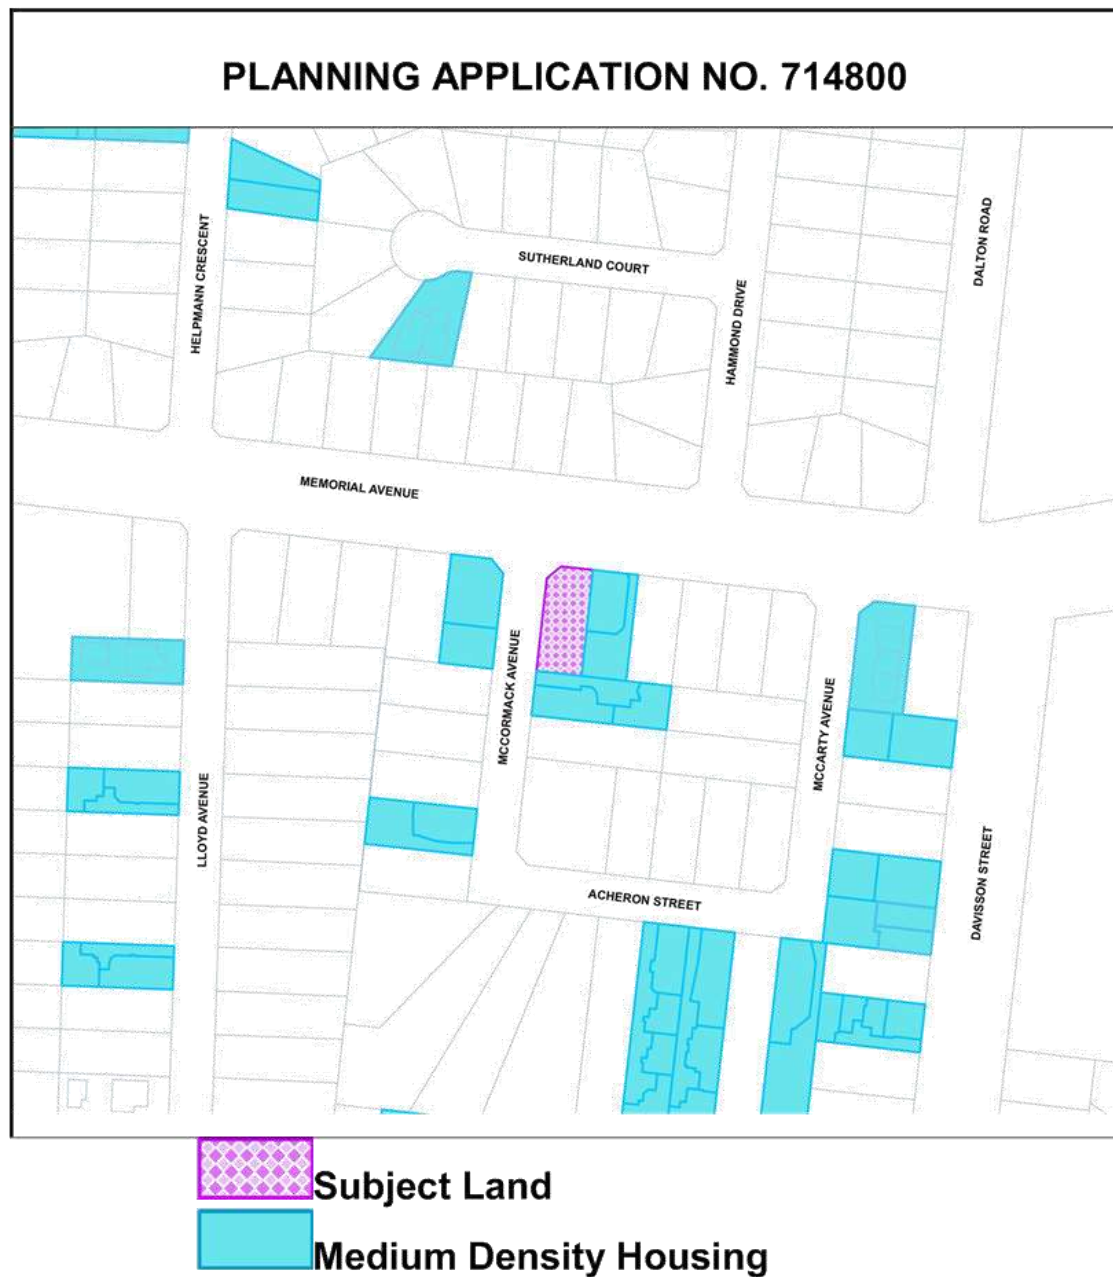 PLANNING APPLICATION NO. 714800
HELPMANN CRESCENT
SUTHERLAND COURT
HAMMOND DRIVE
DALTON ROAD
MEMORIAL AVENUE
MCCORMACK AVENUE
MCCARTY AVENUE
LLOYD AVENUE
ACHERON STREET
DAVISSON STREET
Subject Land
Medium Density Housing